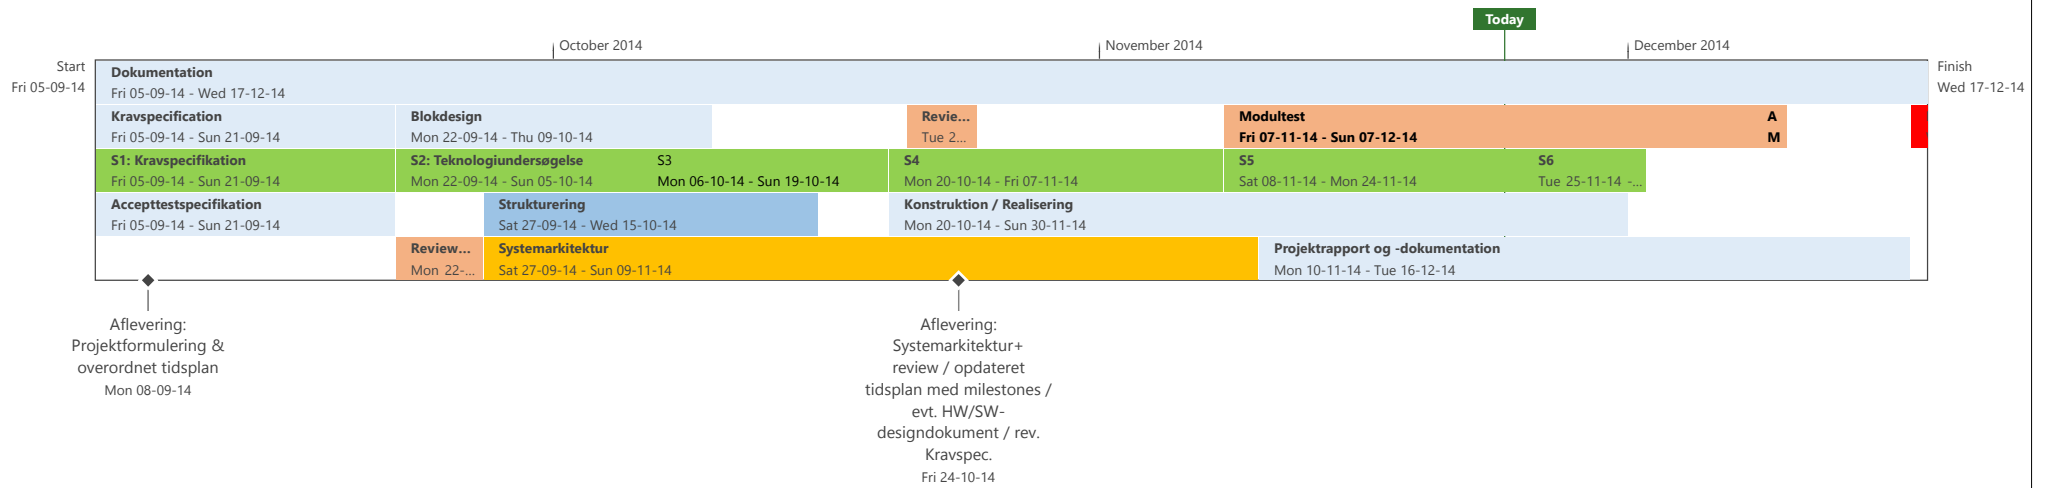 Today
October 2014
November 2014
December 2014
Start
Fri 05-09-14
Finish
Wed 17-12-14
Dokumentation
Fri 05-09-14 - Wed 17-12-14
Kravspecification
Fri 05-09-14 - Sun 21-09-14
Blokdesign
Mon 22-09-14 - Thu 09-10-14
Revie...
Tue 2...
Modultest
Fri 07-11-14 - Sun 07-12-14
A
M
S1: Kravspecifikation
Fri 05-09-14 - Sun 21-09-14
S2: Teknologiundersøgelse
Mon 22-09-14 - Sun 05-10-14
S3
Mon 06-10-14 - Sun 19-10-14
S4
Mon 20-10-14 - Fri 07-11-14
S5
Sat 08-11-14 - Mon 24-11-14
S6
Tue 25-11-14 -...
Accepttestspecifikation
Fri 05-09-14 - Sun 21-09-14
Strukturering
Sat 27-09-14 - Wed 15-10-14
Konstruktion / Realisering
Mon 20-10-14 - Sun 30-11-14
Review...
Mon 22-...
Systemarkitektur
Sat 27-09-14 - Sun 09-11-14
Projektrapport og -dokumentation
Mon 10-11-14 - Tue 16-12-14
Aflevering:
Projektformulering &
overordnet tidsplan
Mon 08-09-14
Aflevering:
Systemarkitektur+
review / opdateret
tidsplan med milestones /
evt. HW/SW-
designdokument / rev.
Kravspec.
Fri 24-10-14